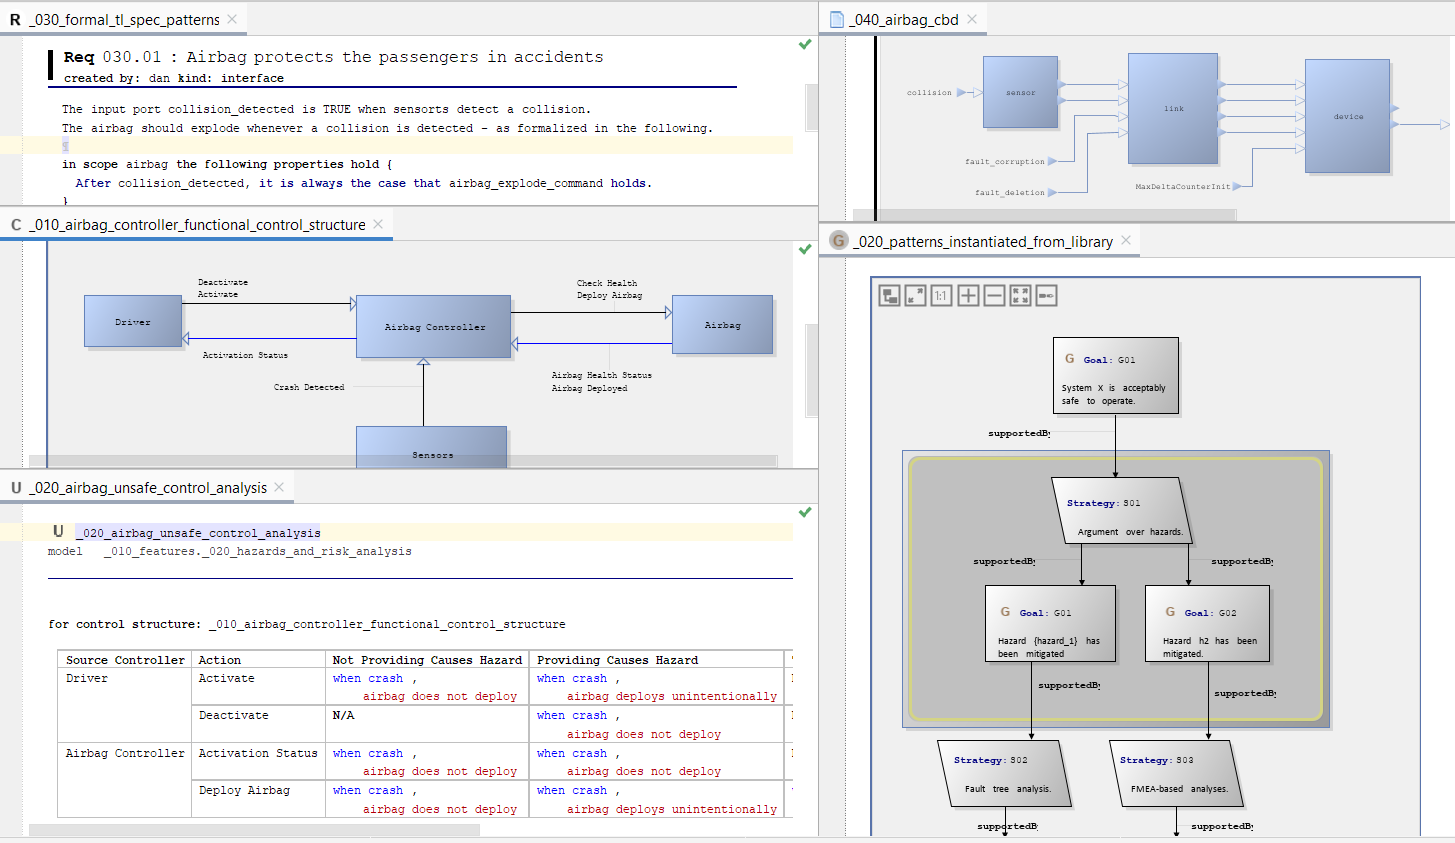 R _030_formal_tl_spec_patterns ×
Req 030.01 : Airbag protects the passengers in accidents
created by: dan kind: interface
The input port collision_detected is TRUE when sensorts detect a collision.
The airbag should explode whenever a collision is detected - as formalized in the following.
in scope airbag the following properties hold {
After collision_detected, it is always the case that airbag_explode_command holds.
}
C _010_airbag_controller_functional_control_structure ×
Deactivate
Activate
Check Health
Deploy Airbag
Driver
Airbag Controller
Airbag
Activation Status
Crash Detected
Airbag Health Status
Airbag Deployed
Sensors
U _020_airbag_unsafe_control_analysis ×
U _020_airbag_unsafe_control_analysis
model _010_features._020_hazards_and_risk_analysis
for control structure: _010_airbag_controller_functional_control_structure
Source Controller Action Not Providing Causes Hazard Providing Causes Hazard
Driver Activate when crash , when crash ,
airbag does not deploy airbag deploys unintentionally
Deactivate N/A when crash ,
airbag does not deploy
Airbag Controller Activation Status when crash , when crash ,
airbag does not deploy airbag does not deploy
Deploy Airbag when crash , when crash ,
airbag does not deploy airbag deploys unintentionally
_040_airbag_cbd ×
collision
sensor
link
device
fault_corruption
fault_deletion
MaxDeltaCounterInit
G _020_patterns_instantiated_from_library ×
1:1
G Goal: G01
System X is acceptably
safe to operate.
supportedBy
Strategy: S01
Argument over hazards.
supportedBy supportedBy
G Goal: G01 G Goal: G02
Hazard {hazard_1} has Hazard h2 has been
been mitigated mitigated.
supportedBy supportedBy
Strategy: S02 Strategy: S03
Fault tree analysis. FMEA-based analyses.
supportedBy supportedBy